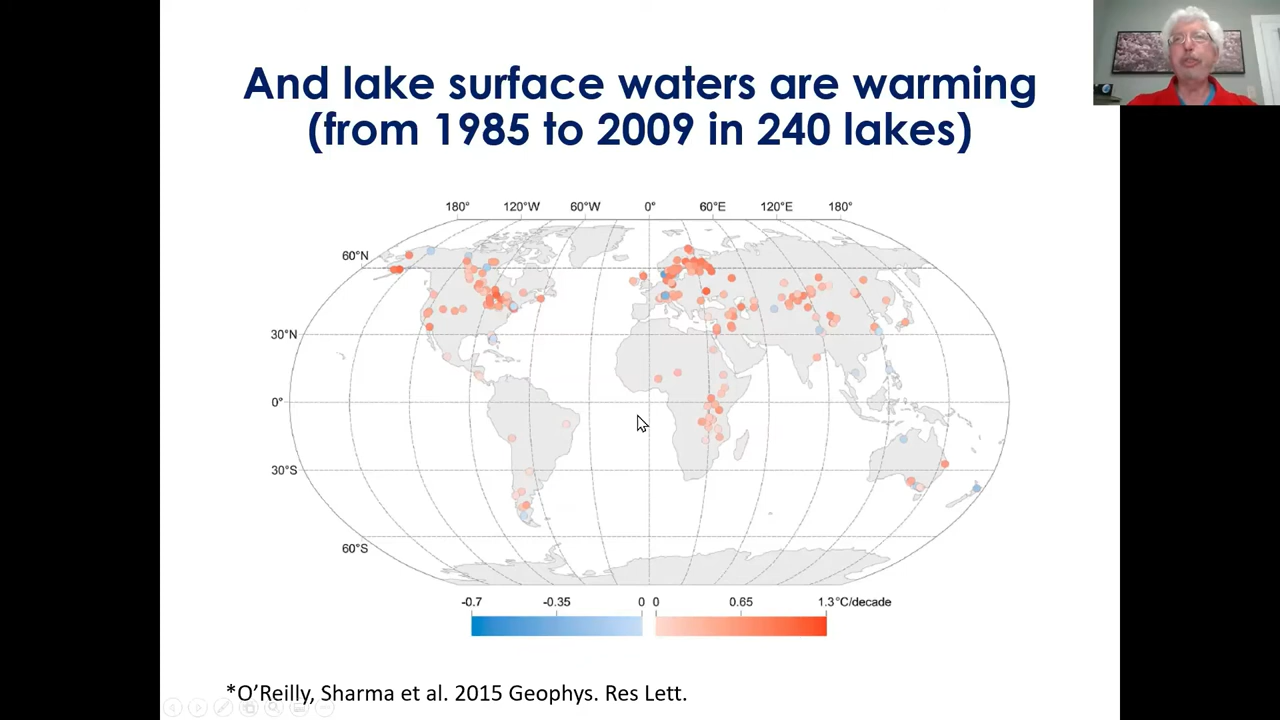 And lake surface waters are warming
(from 1985 to 2009 in 240 lakes)
180° 120°W 60°W 0° 60°E 120°E 180°
60°N
30°N
0°
30°S
60°S
-0.7 -0.35 0 0 0.65 1.3°C/decade
*O’Reilly, Sharma et al. 2015 Geophys. Res Lett.